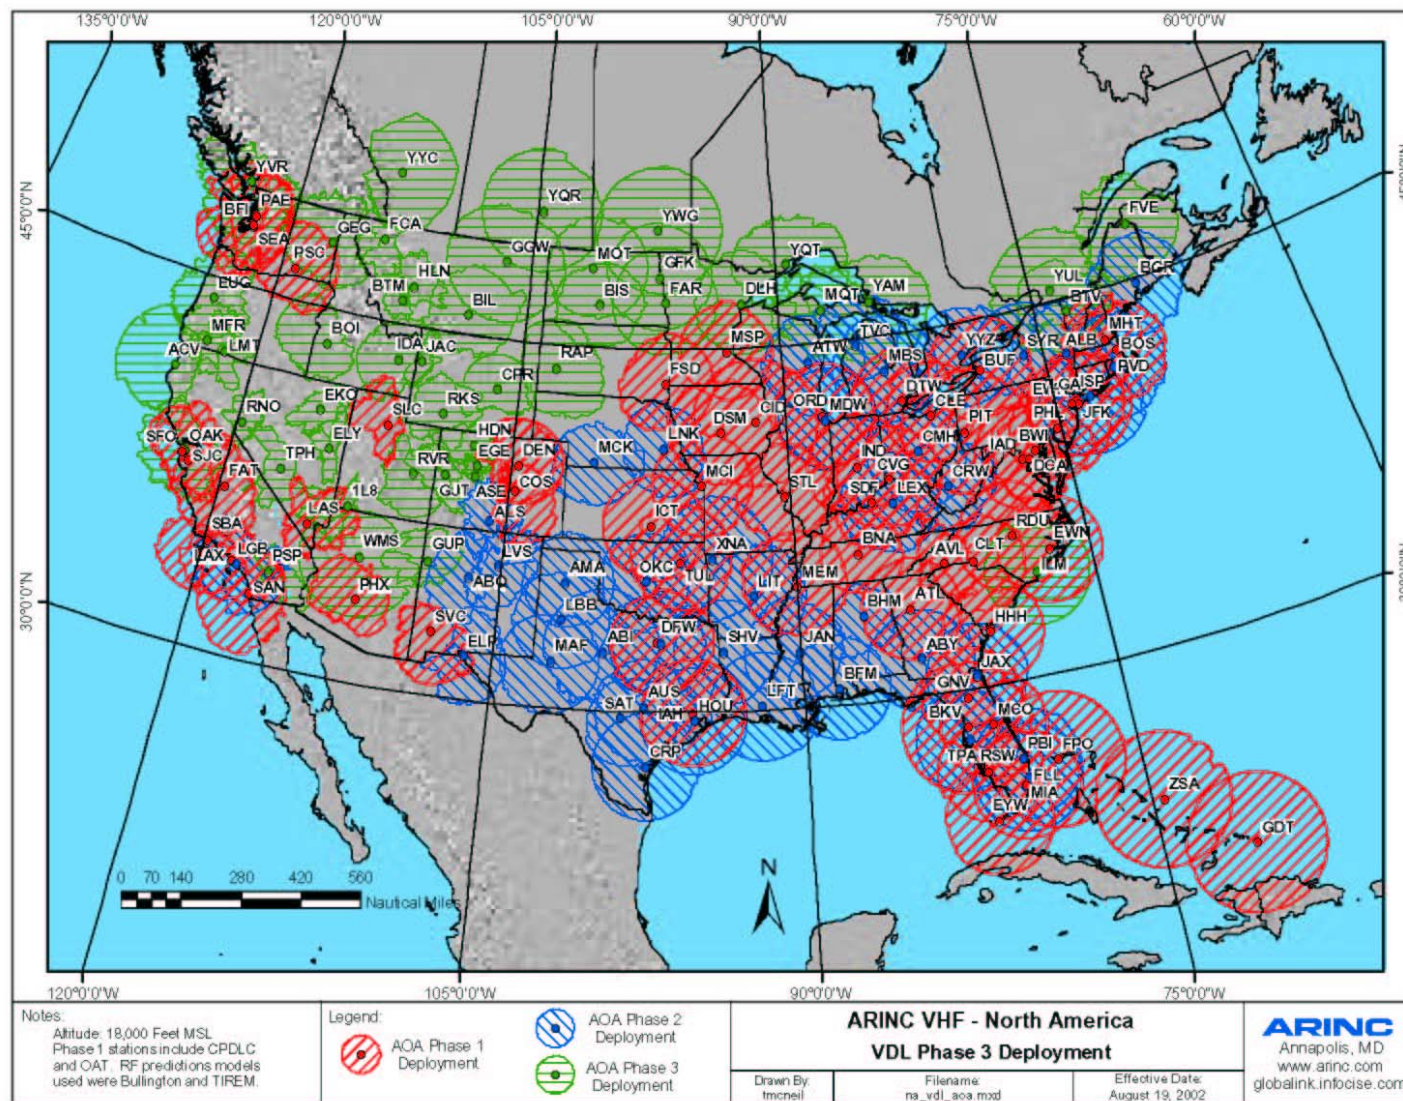 135°0'0"W 120°0'0"W 105°0'0"W 90°0'0"W 75°0'0"W 60°0'0"W
45°0'0"N
30°0'0"N
YVR
YYC
PAE
BFI
SEA
PSC
GEG
FCA
YQR
YWG
GGW
MOT
GFK
YQT
FVE
HLN
BTM
BIL
BIS
FAR
DLH
MQT
YAM
YUL
BGR
BTV
EUG
MFR
LMT
ACV
BOI
IDA
JAC
CPR
RAP
MSP
FSD
ATW
TVC
MBS
YYZ
BUF
SYR
ALB
MHT
BOS
PVD
ISP
JFK
PHL
RNO
EKO
ELY
SLC
RKS
HDN
DSM
CID
ORD
MDW
DTW
CLE
PIT
SFO
OAK
SJC
FAT
TPH
RVR
EGE
DEN
GJT
ASE
COS
ALS
MCK
LNK
MCI
STL
IND
CVG
CMH
CRW
IAD
BWI
DCA
SDF
LEX
1L8
LAS
SBA
LAX
LGB
PSP
SAN
WMS
PHX
GUP
LVS
ABQ
SVC
ELP
ICT
XNA
OKC
TUL
LIT
MEM
BNA
AVL
CLT
RDU
EWN
ILM
AMA
LBB
MAF
ABI
DFW
SHV
JAN
BHM
ATL
ABY
HHH
JAX
AUS
SAT
IAH
HOU
LFT
BFM
CRP
GNV
BKV
MCO
TPA
RSW
PBI
FPO
FLL
MIA
EYW
ZSA
GDT
N
0 70 140 280 420 560
Nautical Miles
120°0'0"W 105°0'0"W 90°0'0"W 75°0'0"W
Notes:
Altitude: 18,000 Feet MSL
Phase 1 stations include CPDLC
and OAT. RF predictions models
used were Bullington and TIREM.
Legend:
AOA Phase 1
Deployment
AOA Phase 2
Deployment
AOA Phase 3
Deployment
ARINC VHF - North America
VDL Phase 3 Deployment
Drawn By:
tmcneil
Filename:
na_vdl_aoa.mxd
Effective Date:
August 19, 2002
ARINC
Annapolis, MD
www.arinc.com
globalink.infocise.com